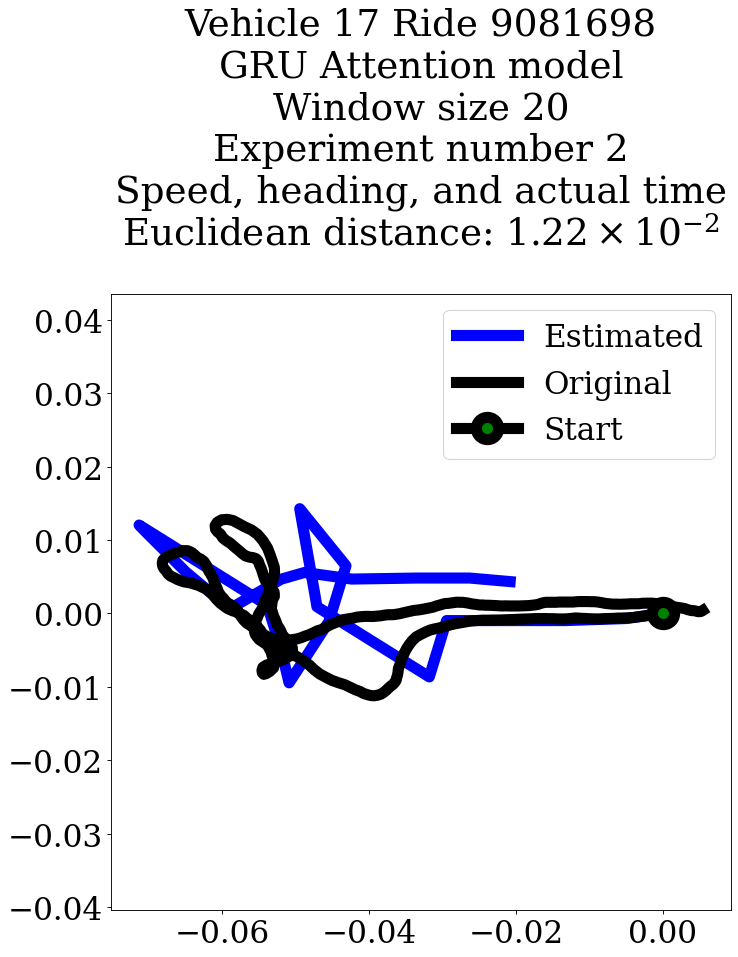 Vehicle 17 Ride 9081698
GRU Attention model
Window size 20
Experiment number 2
Speed, heading, and actual time
Euclidean distance: 1.22 × 10⁻²
Estimated
Original
Start
0.04
0.03
0.02
0.01
0.00
−0.01
−0.02
−0.03
−0.04
−0.06 −0.04 −0.02 0.00